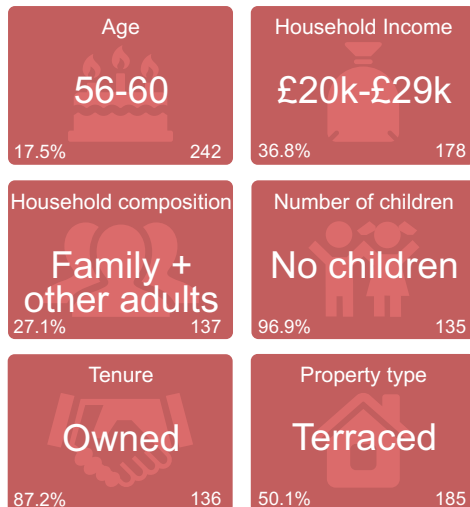 Age
56-60
17.5% 242
Household Income
£20k-£29k
36.8% 178
Household composition
Family +
other adults
27.1% 137
Number of children
No children
96.9% 135
Tenure
Owned
87.2% 136
Property type
Terraced
50.1% 185